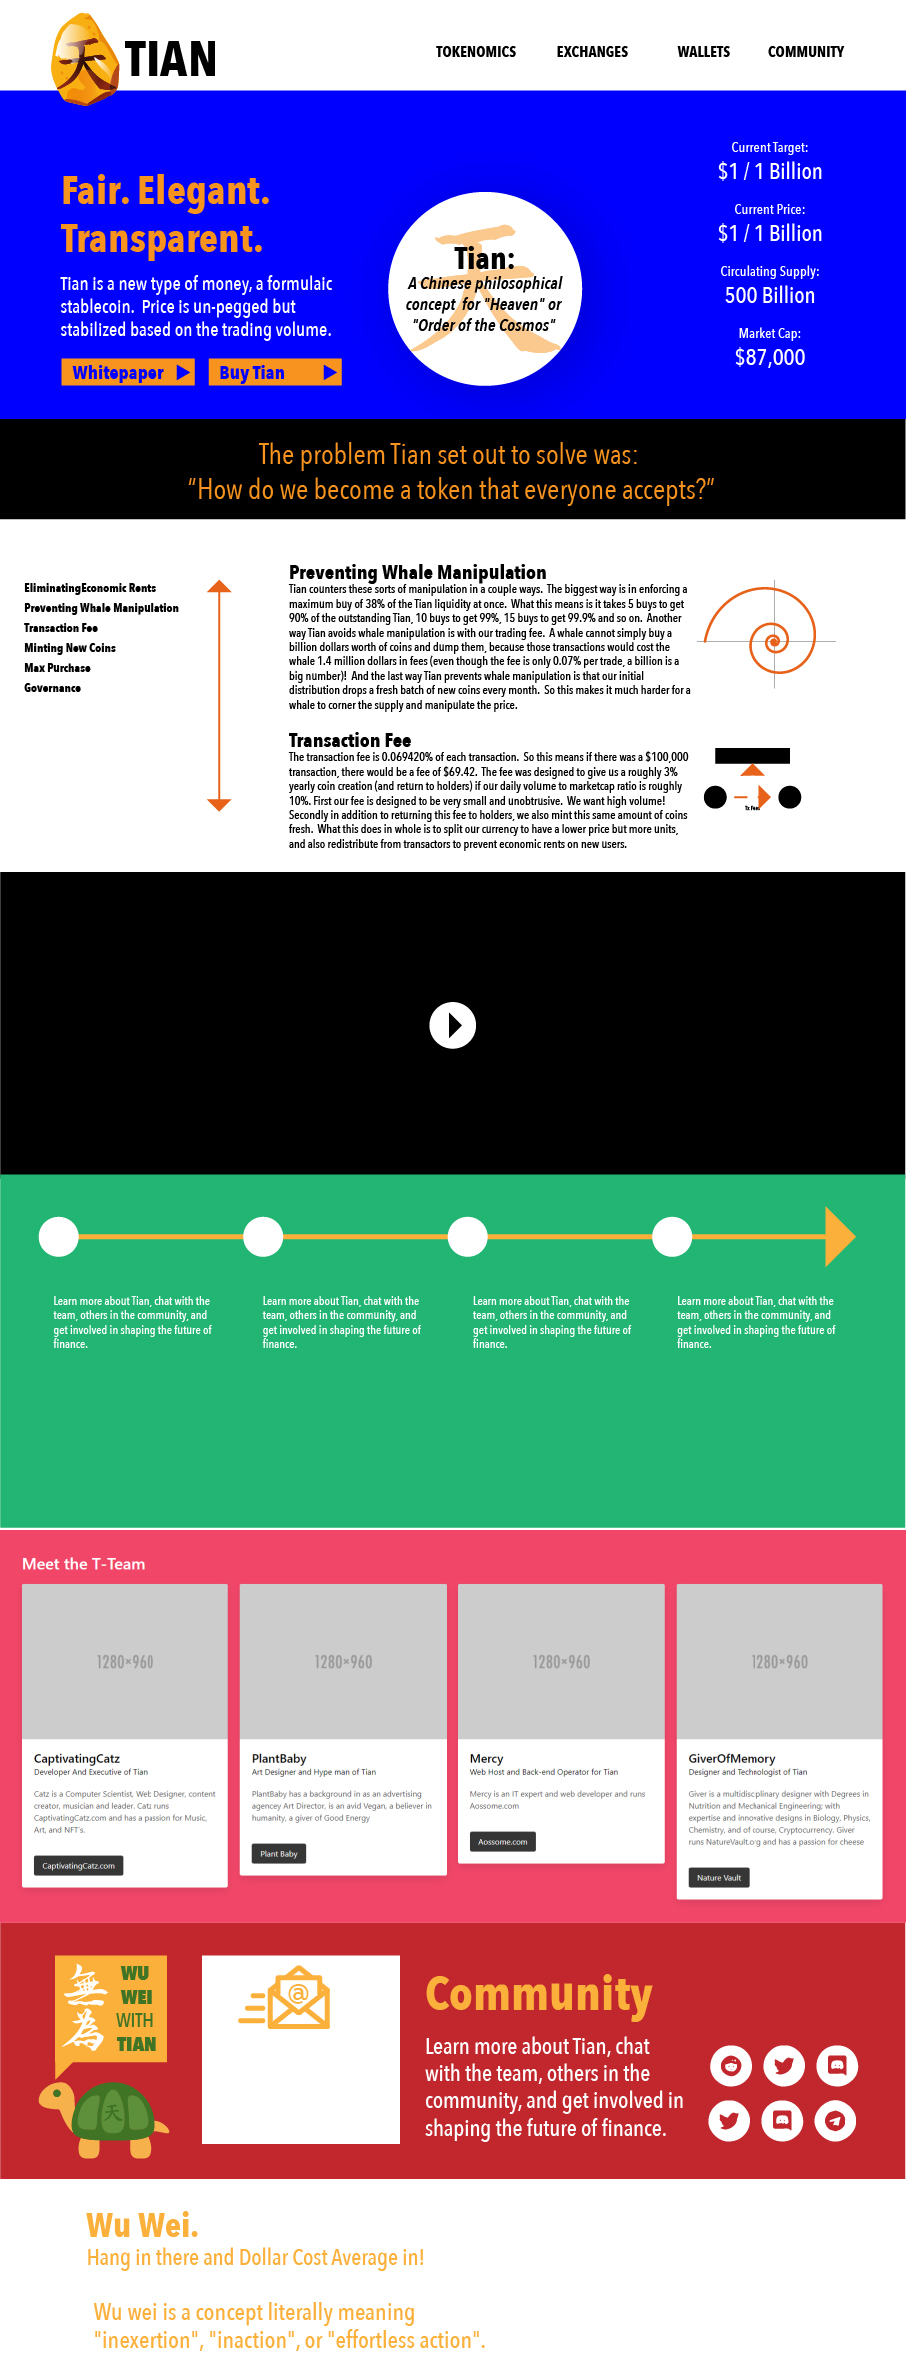 夭 TIAN
TOKENOMICS EXCHANGES WALLETS COMMUNITY
Fair. Elegant.
Transparent.
Tian is a new type of money, a formulaic
stablecoin. Price is un-pegged but
stabilized based on the trading volume.
Whitepaper
Buy Tian
天
Tian:
A Chinese philosophical
concept for "Heaven" or
"Order of the Cosmos"
Current Target:
$1 / 1 Billion
Current Price:
$1 / 1 Billion
Circulating Supply:
500 Billion
Market Cap:
$87,000
The problem Tian set out to solve was:
“How do we become a token that everyone accepts?”
EliminatingEconomic Rents
Preventing Whale Manipulation
Transaction Fee
Minting New Coins
Max Purchase
Governance
Preventing Whale Manipulation
Tian counters these sorts of manipulation in a couple ways. The biggest way is in enforcing a
maximum buy of 38% of the Tian liquidity at once. What this means is it takes 5 buys to get
90% of the outstanding Tian, 10 buys to get 99%, 15 buys to get 99.9% and so on. Another
way Tian avoids whale manipulation is with our trading fee. A whale cannot simply buy a
billion dollars worth of coins and dump them, because those transactions would cost the
whale 1.4 million dollars in fees (even though the fee is only 0.07% per trade, a billion is a
big number)! And the last way Tian prevents whale manipulation is that our initial
distribution drops a fresh batch of new coins every month. So this makes it much harder for a
whale to corner the supply and manipulate the price.
Transaction Fee
The transaction fee is 0.069420% of each transaction. So this means if there was a $100,000
transaction, there would be a fee of $69.42. The fee was designed to give us a roughly 3%
yearly coin creation (and return to holders) if our daily volume to marketcap ratio is roughly
10%. First our fee is designed to be very small and unobtrusive. We want high volume!
Secondly in addition to returning this fee to holders, we also mint this same amount of coins
fresh. What this does in whole is to split our currency to have a lower price but more units,
and also redistribute from transactors to prevent economic rents on new users.
Tx Fees
Learn more about Tian, chat with the
team, others in the community, and
get involved in shaping the future of
finance.
Learn more about Tian, chat with the
team, others in the community, and
get involved in shaping the future of
finance.
Learn more about Tian, chat with the
team, others in the community, and
get involved in shaping the future of
finance.
Learn more about Tian, chat with the
team, others in the community, and
get involved in shaping the future of
finance.
Meet the T-Team
1280×960
1280×960
1280×960
1280×960
CaptivatingCatz
Developer And Executive of Tian
Catz is a Computer Scientist, Web Designer, content
creator, musician and leader. Catz runs
CaptivatingCatz.com and has a passion for Music,
Art, and NFT's.
CaptivatingCatz.com
PlantBaby
Art Designer and Hype man of Tian
PlantBaby has a background in as an advertising
agencey Art Director, is an avid Vegan, a believer in
humanity, a giver of Good Energy
Plant Baby
Mercy
Web Host and Back-end Operator for Tian
Mercy is an IT expert and web developer and runs
Aossome.com
Aossome.com
GiverOfMemory
Designer and Technologist of Tian
Giver is a multidisciplinary designer with Degrees in
Nutrition and Mechanical Engineering; with
expertise and innovative designs in Biology, Physics,
Chemistry, and of course, Cryptocurrency. Giver
runs NatureVault.org and has a passion for cheese
Nature Vault
無為
WU
WEI
WITH
TIAN
天
@
Community
Learn more about Tian, chat
with the team, others in the
community, and get involved in
shaping the future of finance.
Wu Wei.
Hang in there and Dollar Cost Average in!
Wu wei is a concept literally meaning
"inexertion", "inaction", or "effortless action".